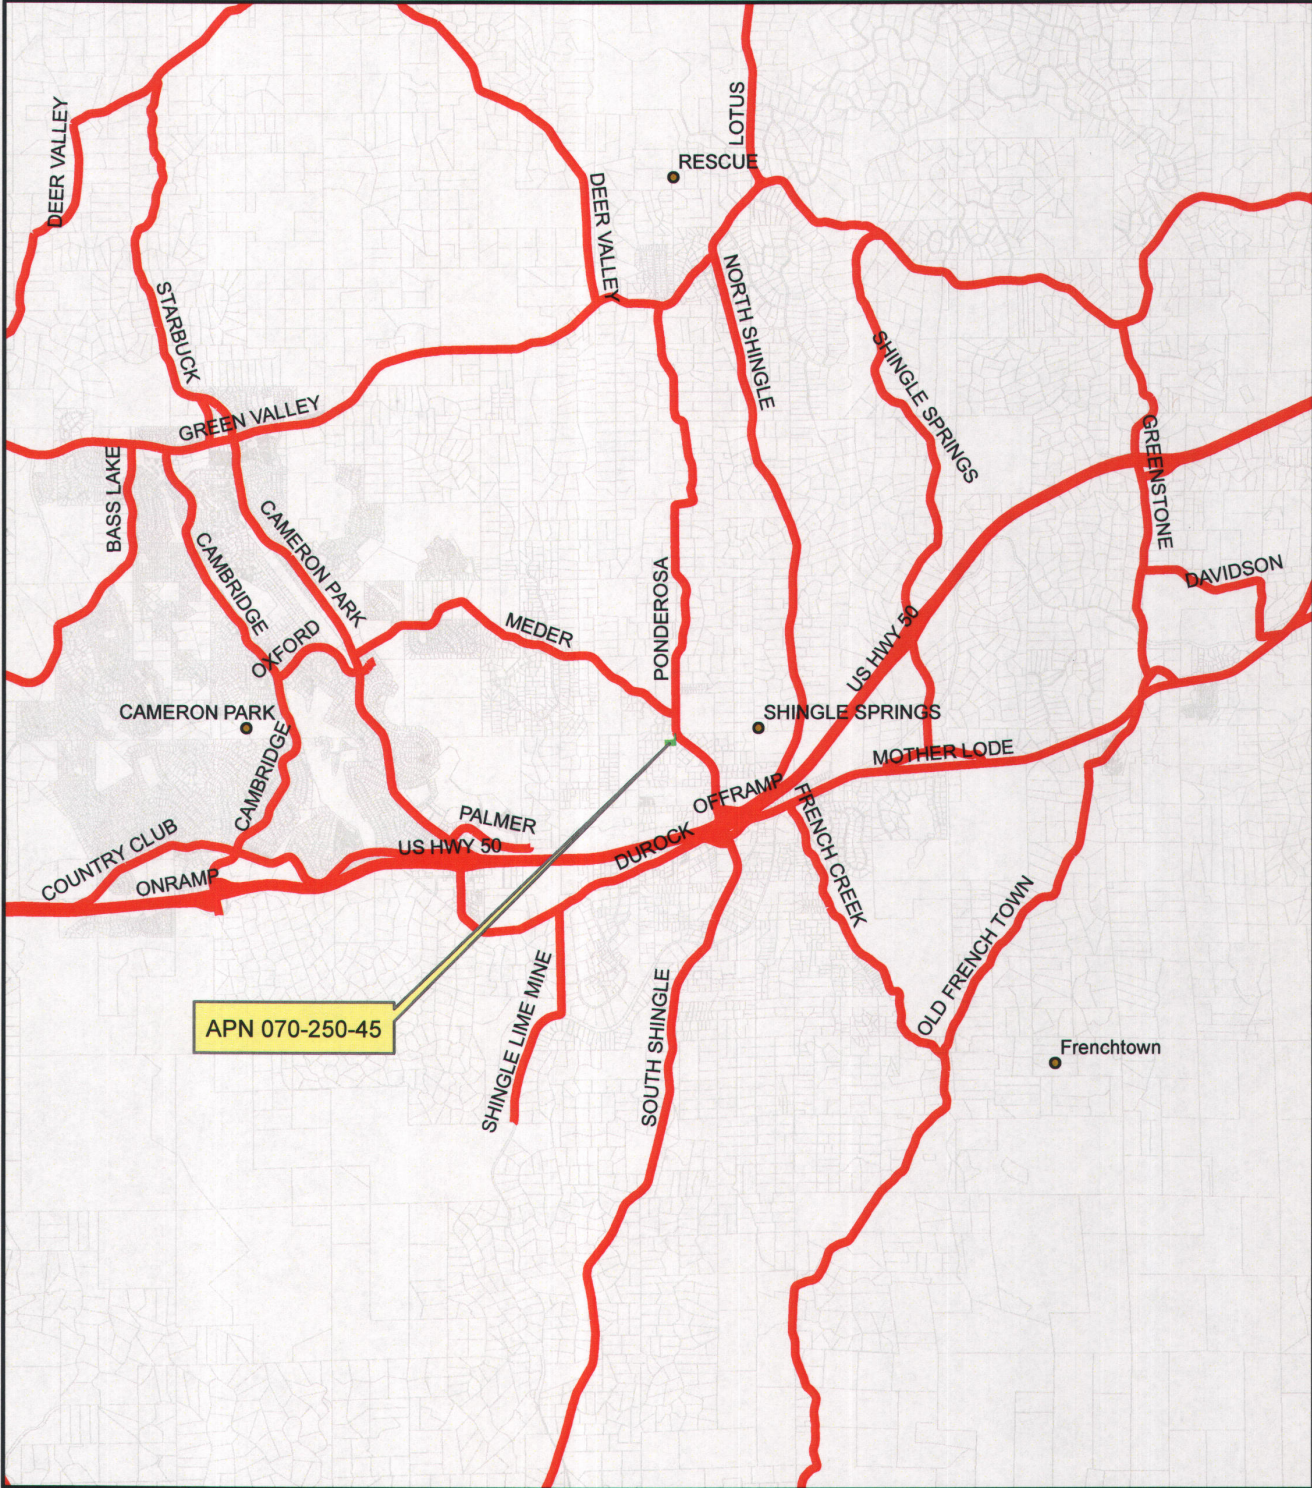 LOTUS
DEER VALLEY
RESCUE
DEER VALLEY
NORTH SHINGLE
STARBUCK
SHINGLE SPRINGS
GREEN VALLEY
GREENSTONE
BASS LAKE
CAMERON PARK
CAMBRIDGE
PONDEROSA
DAVIDSON
MEDER
OXFORD
US HWY 50
CAMERON PARK
SHINGLE SPRINGS
CAMBRIDGE
MOTHER LODE
OFFRAMP
PALMER
FRENCH CREEK
COUNTRY CLUB
US HWY 50
DUROCK
ONRAMP
OLD FRENCH TOWN
SHINGLE LIME MINE
SOUTH SHINGLE
APN 070-250-45
Frenchtown